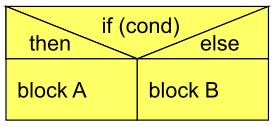 if (cond)
then else
block A block B